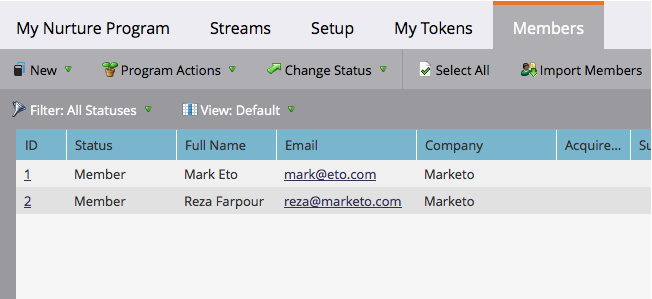 My Nurture Program Streams Setup My Tokens Members
New Program Actions Change Status Select All Import Members
Filter: All Statuses View: Default
ID Status Full Name Email Company Acquire... Su
1 Member Mark Eto mark@eto.com Marketo
2 Member Reza Farpour reza@marketo.com Marketo